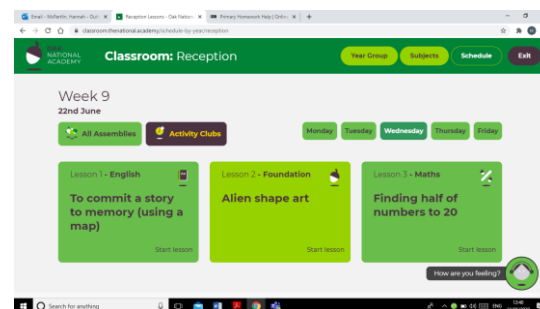 Email - McPartlin, Hannah - Outl
Reception Lessons - Oak Nation
Primary Homework Help | Online
classroom.thenational.academy/schedule-by-year/reception
OAK NATIONAL ACADEMY
Classroom: Reception
Year Group
Subjects
Schedule
Exit
Week 9
22nd June
All Assemblies
Activity Clubs
Monday
Tuesday
Wednesday
Thursday
Friday
Lesson 1 • English
To commit a story
to memory (using a
map)
Start lesson
Lesson 2 • Foundation
Alien shape art
Start lesson
Lesson 3 • Maths
Finding half of
numbers to 20
Start lesson
How are you feeling?
Search for anything
ENG